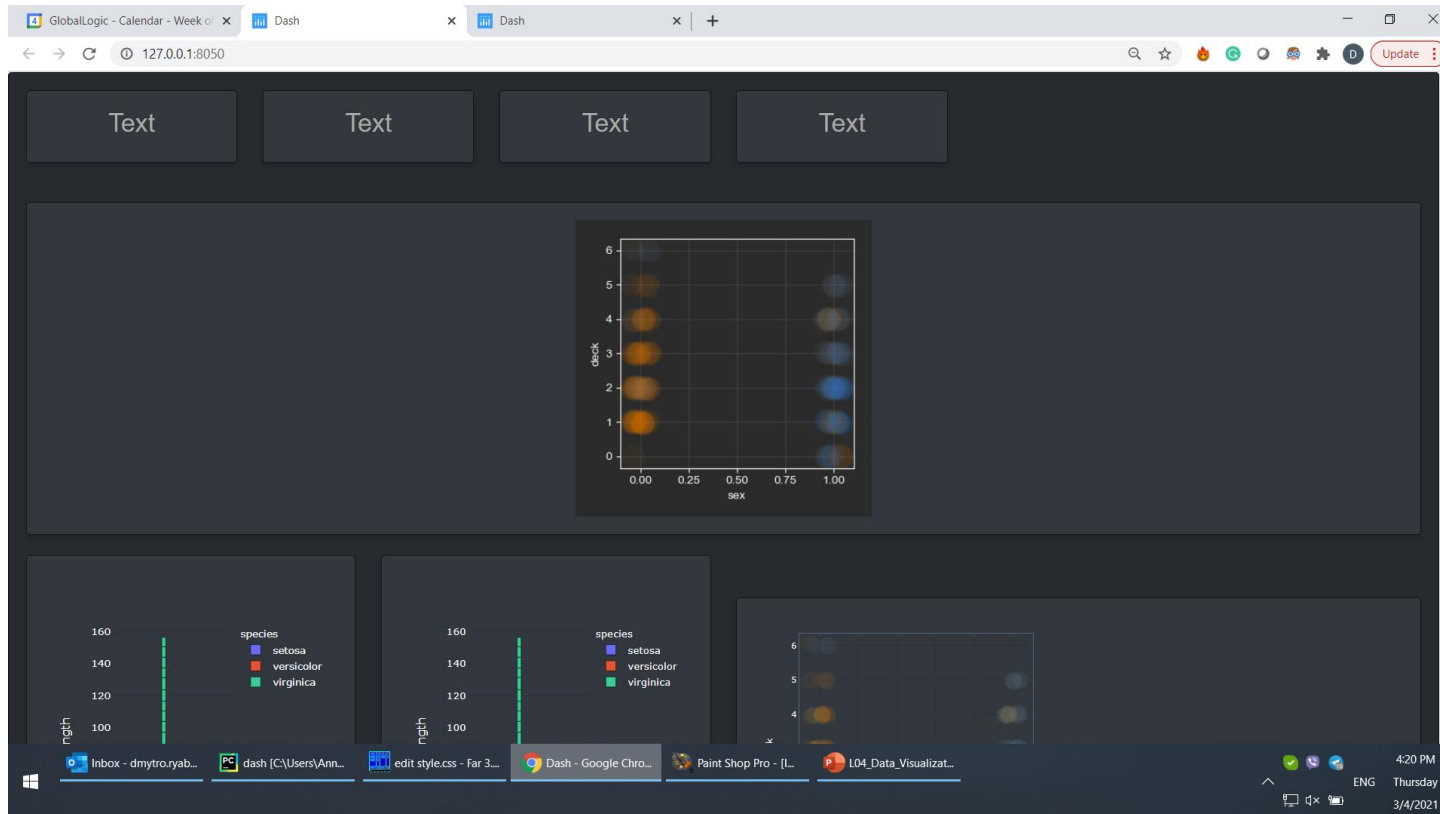 GlobalLogic - Calendar - Week of
Dash
Dash
127.0.0.1:8050
D
Update
Text
Text
Text
Text
6
5
4
3
2
1
0
deck
0.00 0.25 0.50 0.75 1.00
sex
160
140
120
100
ngth
species
setosa
versicolor
virginica
160
140
120
100
ngth
species
setosa
versicolor
virginica
6
5
4
Inbox - dmytro.ryab...
PC
dash [C:\Users\Ann...
edit style.css - Far 3....
Dash - Google Chro...
Paint Shop Pro - [I...
L04_Data_Visualizat...
ENG
4:20 PM
Thursday
3/4/2021